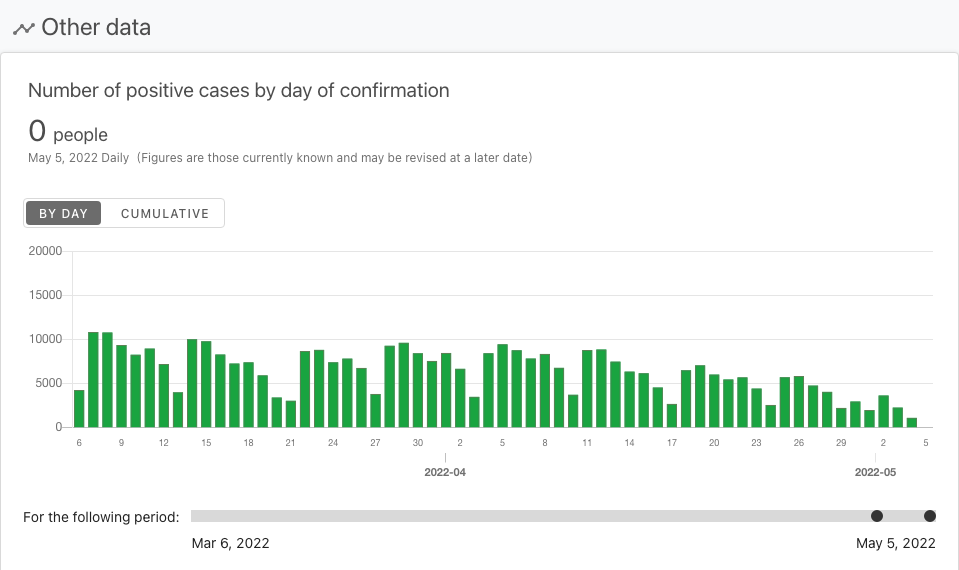 Other data
Number of positive cases by day of confirmation
0 people
May 5, 2022 Daily (Figures are those currently known and may be revised at a later date)
BY DAY CUMULATIVE
20000
15000
10000
5000
0
6 9 12 15 18 21 24 27 30 2 5 8 11 14 17 20 23 26 29 2 5
2022-04 2022-05
For the following period:
Mar 6, 2022 May 5, 2022